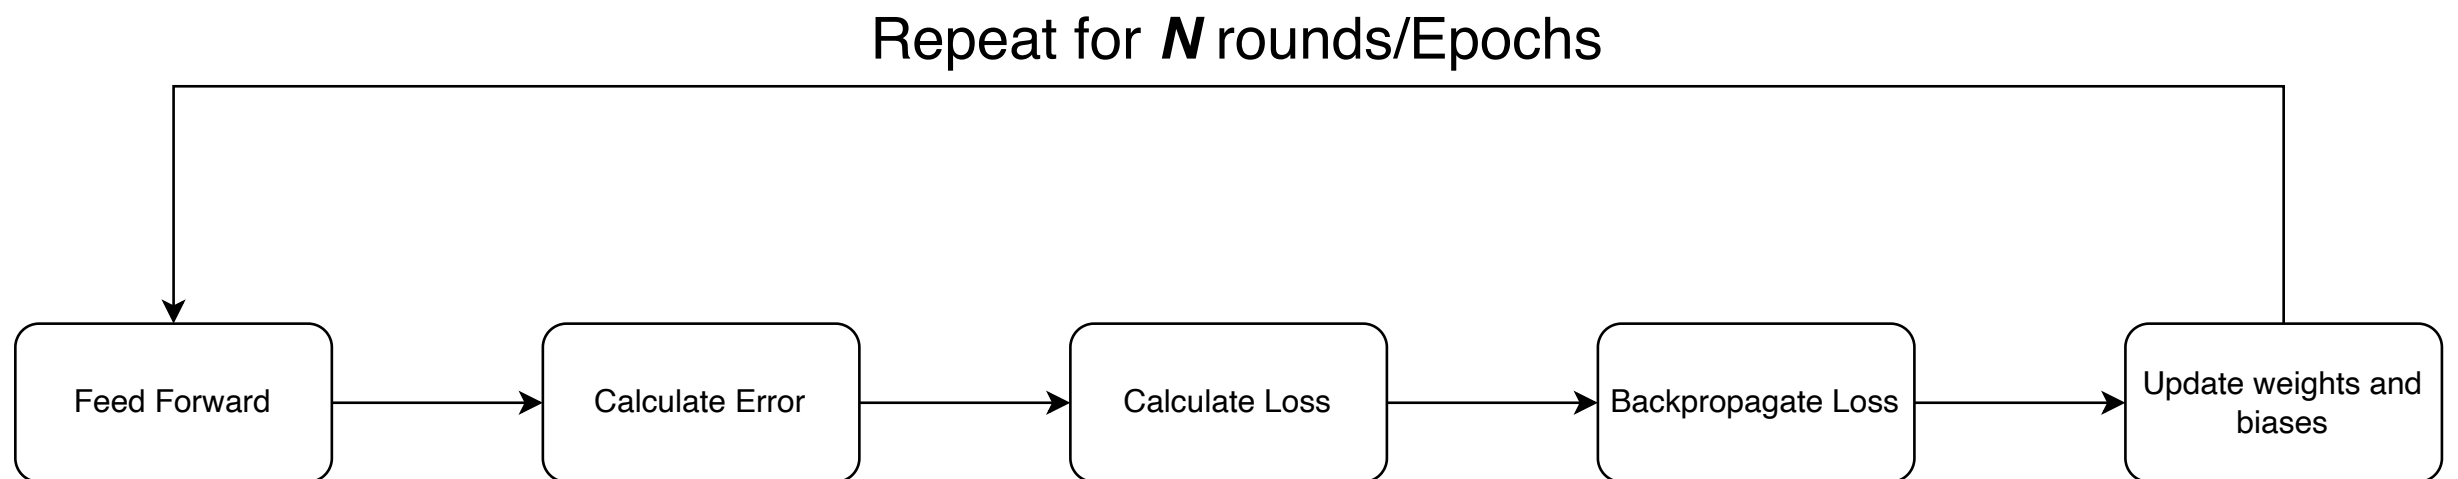 Repeat for N rounds/Epochs
Feed Forward
Calculate Error
Calculate Loss
Backpropagate Loss
Update weights and
biases